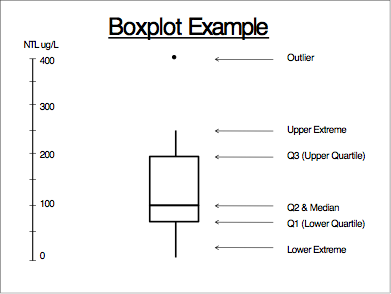 Boxplot Example
NTL ug/L
400
Outlier
300
Upper Extreme
200
Q3 (Upper Quartile)
100
Q2 & Median
Q1 (Lower Quartile)
0
Lower Extreme